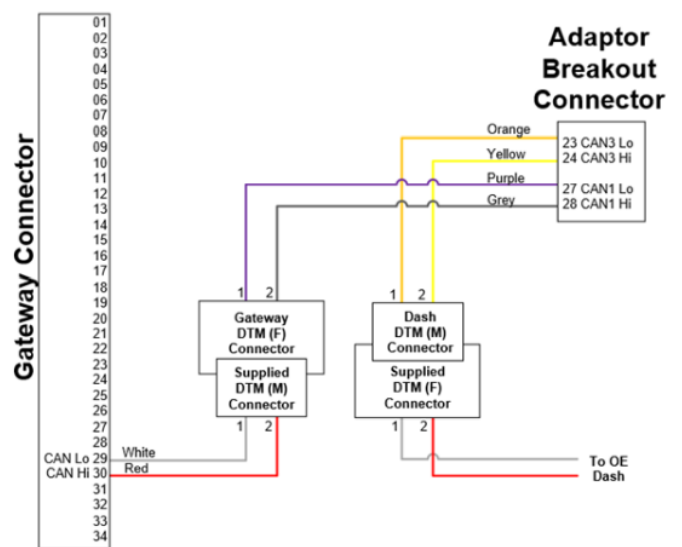 Gateway Connector
01
02
03
04
05
06
07
08
09
10
11
12
13
14
15
16
17
18
19
20
21
22
23
24
25
26
27
28
CAN Lo 29
CAN Hi 30
31
32
33
34
White
Red
Adaptor
Breakout
Connector
Orange
Yellow
Purple
Grey
23 CAN3 Lo
24 CAN3 Hi
27 CAN1 Lo
28 CAN1 Hi
1 2
Gateway
DTM (F)
Connector
Supplied
DTM (M)
Connector
1 2
1 2
Dash
DTM (M)
Connector
Supplied
DTM (F)
Connector
1 2
To OE
Dash